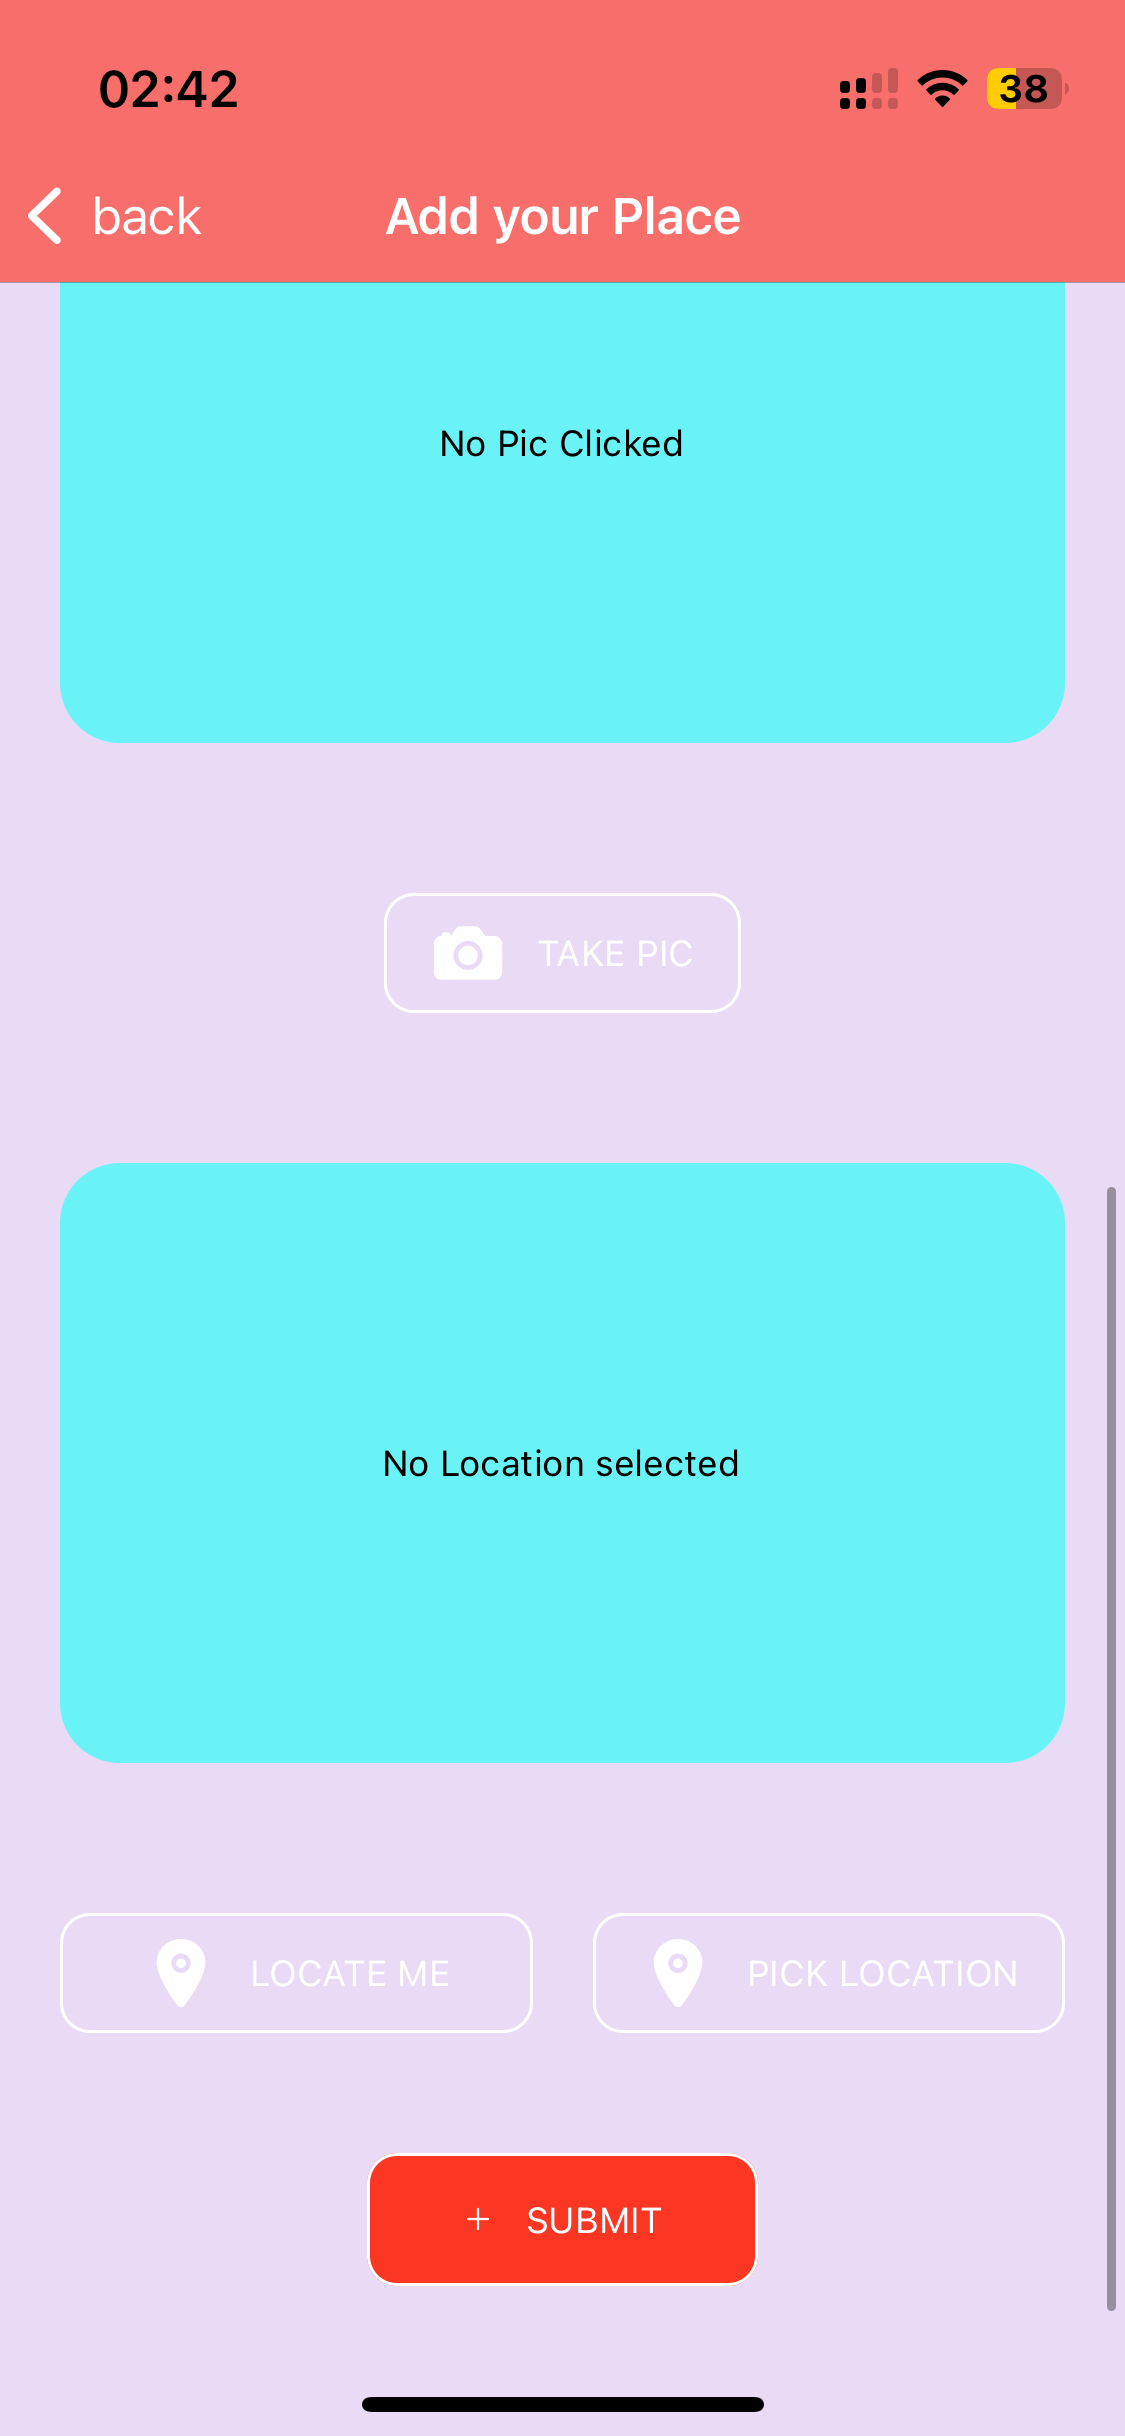 02:42 38
back Add your Place
No Pic Clicked
TAKE PIC
No Location selected
LOCATE ME PICK LOCATION
+ SUBMIT